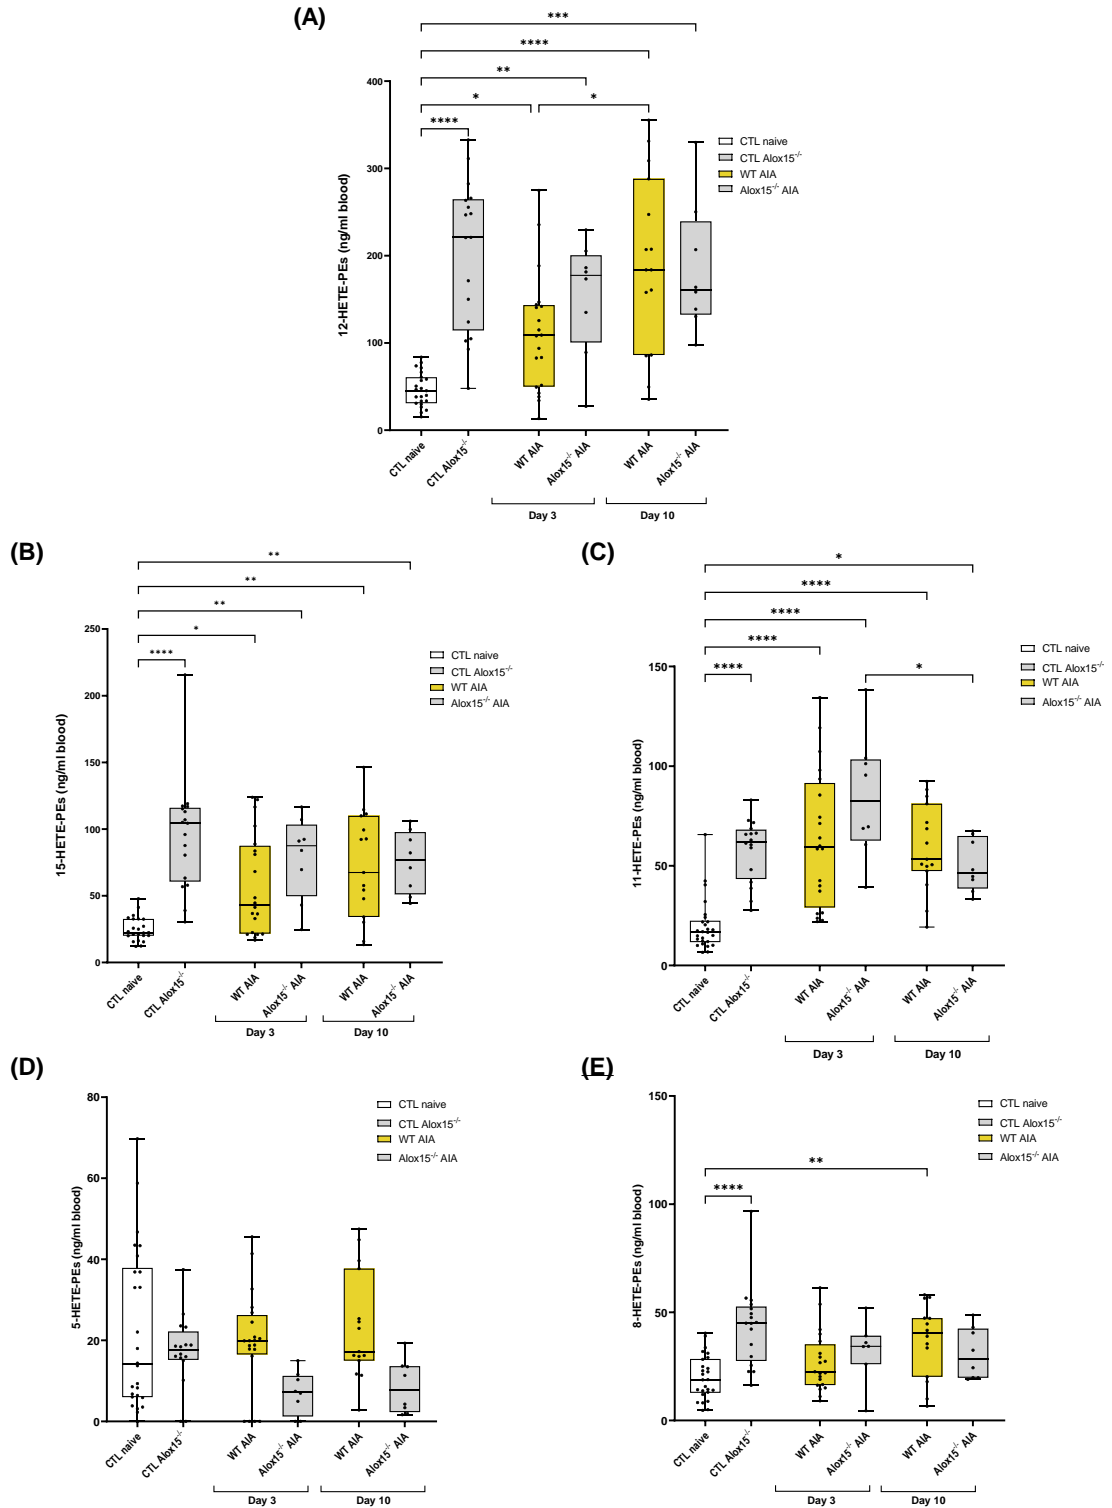 (A)
***
****
**
*
*
****
400
300
200
100
0
12-HETE-PEs (ng/ml blood)
CTL naive
CTL Alox15-/-
WT AIA
Alox15-/- AIA
CTL naive
CTL Alox15-/-
WT AIA
Alox15-/- AIA
WT AIA
Alox15-/- AIA
Day 3
Day 10
(B)
**
**
**
*
****
250
200
150
100
50
0
15-HETE-PEs (ng/ml blood)
CTL naive
CTL Alox15-/-
WT AIA
Alox15-/- AIA
CTL naive
CTL Alox15-/-
WT AIA
Alox15-/- AIA
WT AIA
Alox15-/- AIA
Day 3
Day 10
(C)
*
****
****
****
****
*
150
100
50
0
11-HETE-PEs (ng/ml blood)
CTL naive
CTL Alox15-/-
WT AIA
Alox15-/- AIA
CTL naive
CTL Alox15-/-
WT AIA
Alox15-/- AIA
WT AIA
Alox15-/- AIA
Day 3
Day 10
(D)
80
60
40
20
0
5-HETE-PEs (ng/ml blood)
CTL naive
CTL Alox15-/-
WT AIA
Alox15-/- AIA
CTL naive
CTL Alox15-/-
WT AIA
Alox15-/- AIA
WT AIA
Alox15-/- AIA
Day 3
Day 10
(E)
**
****
150
100
50
0
8-HETE-PEs (ng/ml blood)
CTL naive
CTL Alox15-/-
WT AIA
Alox15-/- AIA
CTL naive
CTL Alox15-/-
WT AIA
Alox15-/- AIA
WT AIA
Alox15-/- AIA
Day 3
Day 10